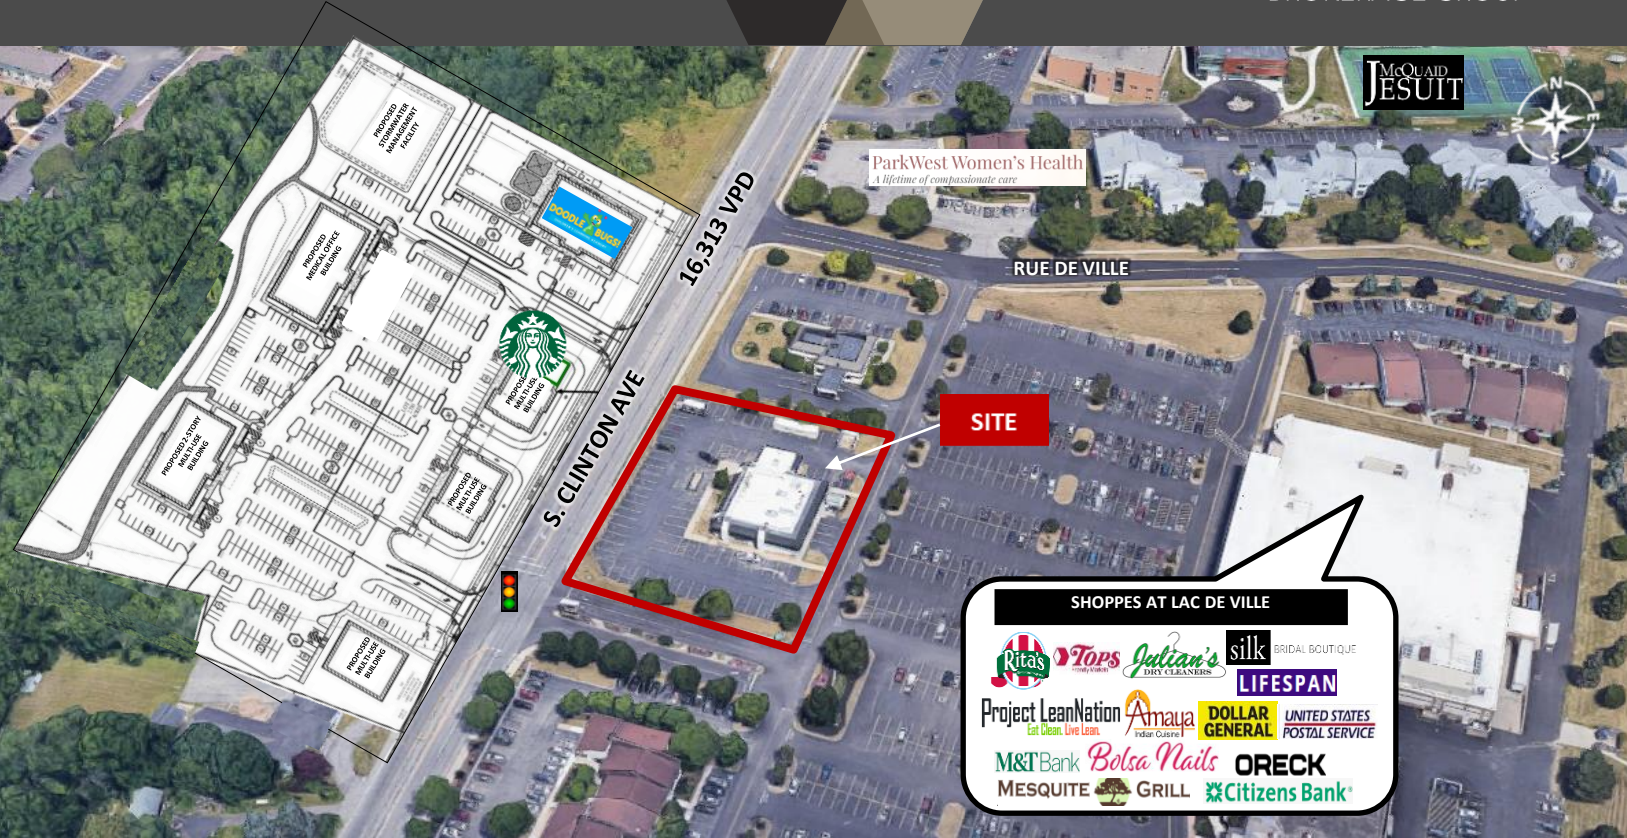 BROKERAGE GROUP
McQUAID
JESUIT
N
E
S
W
ParkWest Women's Health
A lifetime of compassionate care
PROPOSED
STORMWATER
MANAGEMENT
FACILITY
DOODLE BUGS!
PROPOSED
MEDICAL OFFICE
BUILDING
16,313 VPD
RUE DE VILLE
PROPOSED
MULTI-USE
BUILDING
S. CLINTON AVE
SITE
PROPOSED 2-STORY
MULTI-USE
BUILDING
PROPOSED
MULTI-USE
BUILDING
PROPOSED
MULTI-USE
BUILDING
SHOPPES AT LAC DE VILLE
Rita's
TOPS
Friendly Markets
Julian's
DRY CLEANERS
silk BRIDAL BOUTIQUE
LIFESPAN
Project LeanNation
Eat Clean. Live Lean.
Amaya
Indian Cuisine
DOLLAR
GENERAL
UNITED STATES
POSTAL SERVICE
M&T Bank
Bolsa Nails
ORECK
MESQUITE GRILL
Citizens Bank